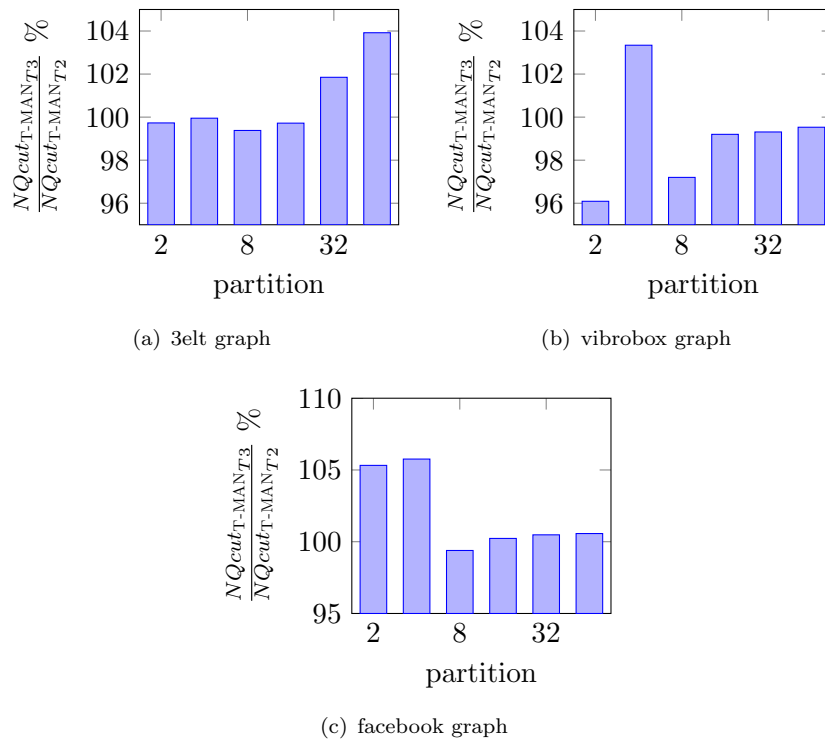 104
102
100
98
96
NQcut_{T-MAN_{T3}} / NQcut_{T-MAN_{T2}} %
2 8 32
partition
(a) 3elt graph
104
102
100
98
96
NQcut_{T-MAN_{T3}} / NQcut_{T-MAN_{T2}} %
2 8 32
partition
(b) vibrobox graph
110
105
100
95
NQcut_{T-MAN_{T3}} / NQcut_{T-MAN_{T2}} %
2 8 32
partition
(c) facebook graph